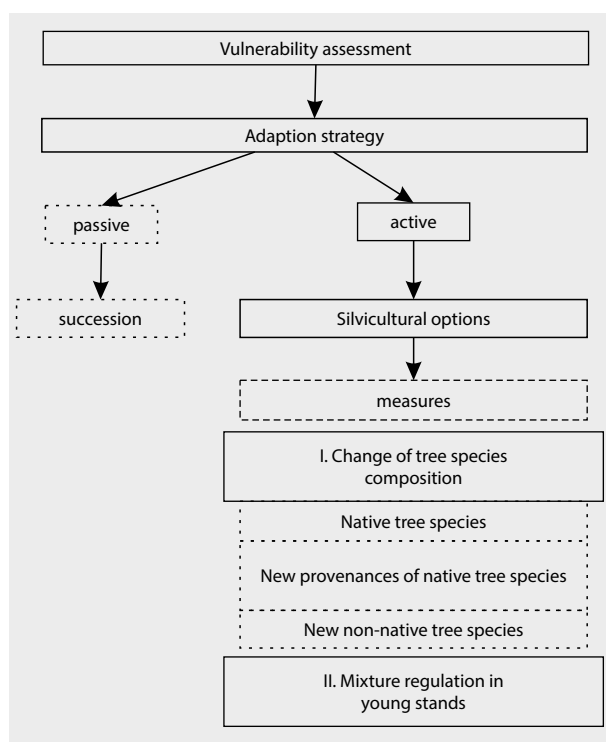 Vulnerability assessment
Adaption strategy
passive
active
succession
Silvicultural options
measures
I. Change of tree species
composition
Native tree species
New provenances of native tree species
New non-native tree species
II. Mixture regulation in
young stands